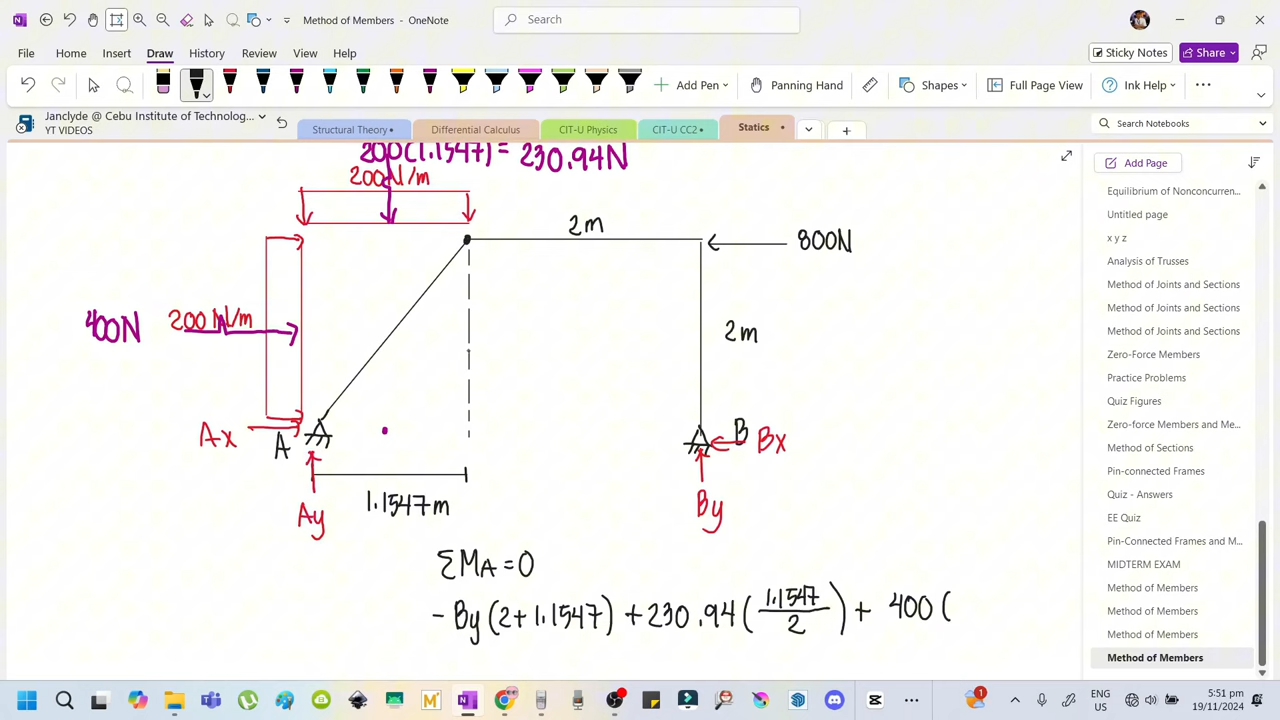 Method of Members - OneNote
Search
File Home Insert Draw History Review View Help
Sticky Notes
Share
Add Pen
Panning Hand
Shapes
Full Page View
Ink Help
Janclyde @ Cebu Institute of Technolog...
YT VIDEOS
Structural Theory
Differential Calculus
CIT-U Physics
CIT-U CC2
Statics
Search Notebooks
Add Page
Equilibrium of Nonconcurren...
Untitled page
x y z
Analysis of Trusses
Method of Joints and Sections
Method of Joints and Sections
Method of Joints and Sections
Zero-Force Members
Practice Problems
Quiz Figures
Zero-force Members and Me...
Method of Sections
Pin-connected Frames
Quiz - Answers
EE Quiz
Pin-Connected Frames and M...
MIDTERM EXAM
Method of Members
Method of Members
Method of Members
Method of Members
200(1.1547) = 230.94N
200N/m
2m
800N
400N
200 N/m
2m
Ax
A
B
Bx
Ay
1.1547m
By
ΣMA = 0
- By (2+1.1547) + 230.94 (1.1547/2) + 400 (
1
ENG
PH
5:51 pm
19/11/2024